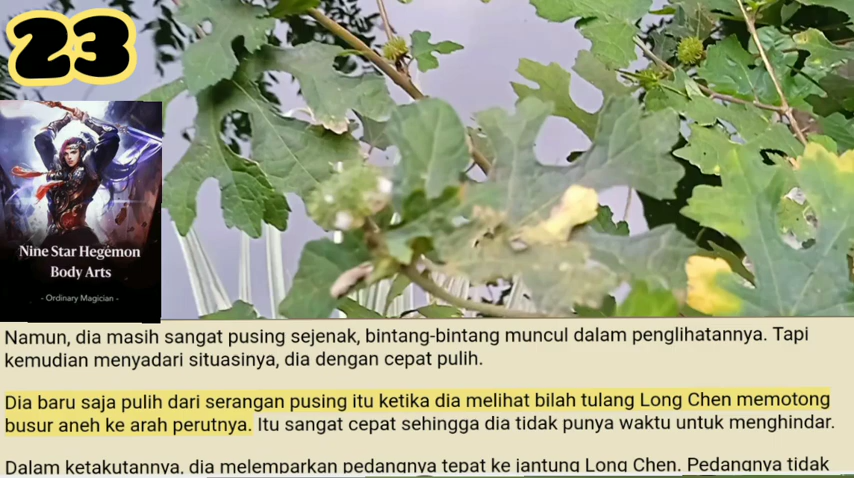 23
Nine Star Hegemon
Body Arts
- Ordinary Magician -
Namun, dia masih sangat pusing sejenak, bintang-bintang muncul dalam penglihatannya. Tapi
kemudian menyadari situasinya, dia dengan cepat pulih.
Dia baru saja pulih dari serangan pusing itu ketika dia melihat bilah tulang Long Chen memotong
busur aneh ke arah perutnya. Itu sangat cepat sehingga dia tidak punya waktu untuk menghindar.
Dalam ketakutannya, dia melemparkan pedangnya tepat ke jantung Long Chen. Pedangnya tidak